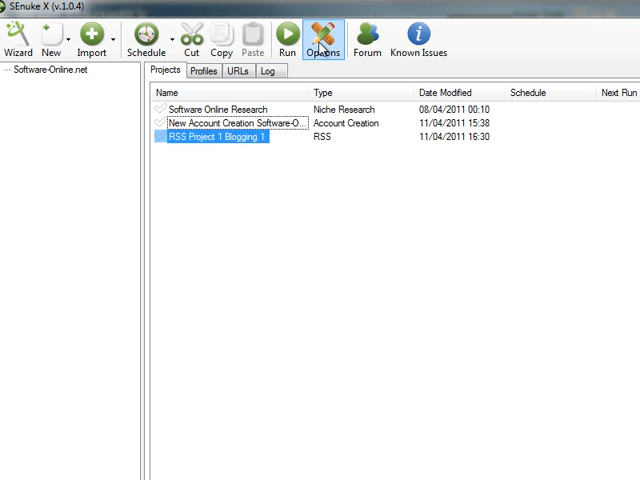 SEnuke X (v.1.0.4)
Wizard New Import Schedule Cut Copy Paste Run Options Forum Known Issues
Software-Online.net
Projects Profiles URLs Log
Name Type Date Modified Schedule Next Run
Software Online Research Niche Research 08/04/2011 00:10
New Account Creation Software-O... Account Creation 11/04/2011 15:38
RSS Project 1 Blogging 1 RSS 11/04/2011 16:30